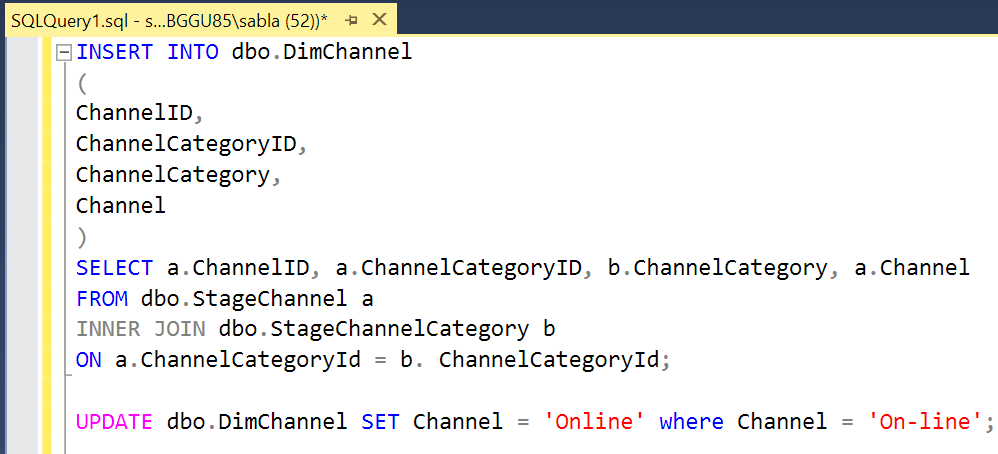 SQLQuery1.sql - s...BGGU85\sabla (52))*
INSERT INTO dbo.DimChannel
(
ChannelID,
ChannelCategoryID,
ChannelCategory,
Channel
)
SELECT a.ChannelID, a.ChannelCategoryID, b.ChannelCategory, a.Channel
FROM dbo.StageChannel a
INNER JOIN dbo.StageChannelCategory b
ON a.ChannelCategoryId = b. ChannelCategoryId;
UPDATE dbo.DimChannel SET Channel = 'Online' where Channel = 'On-line';